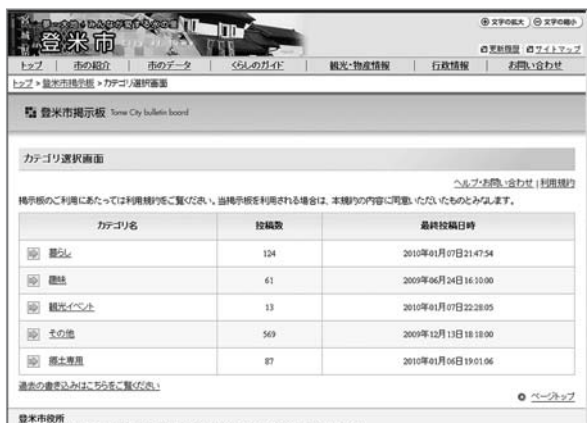 登米市
文字の拡大 文字の縮小
更新履歴 サイトマップ
トップ | 市の紹介 | 市のデータ | くらしのガイド | 観光・物産情報 | 行政情報 | お問い合わせ
トップ > 登米市掲示板 > カテゴリ選択画面
登米市掲示板 Tome City bulletin board
カテゴリ選択画面
ヘルプ・お問い合わせ | 利用規約
掲示板のご利用にあたっては利用規約をご覧ください。当掲示板を利用される場合は、本規約の内容に同意いただいたものとみなします。
カテゴリ名 投稿数 最終投稿日時
暮らし 124 2010年01月07日21:47:54
趣味 61 2009年06月24日16:10:00
観光イベント 13 2010年01月07日22:28:05
その他 569 2009年12月13日18:18:00
郷土専用 87 2010年01月06日19:01:06
過去の書き込みはこちらをご覧ください
ページトップ
登米市役所